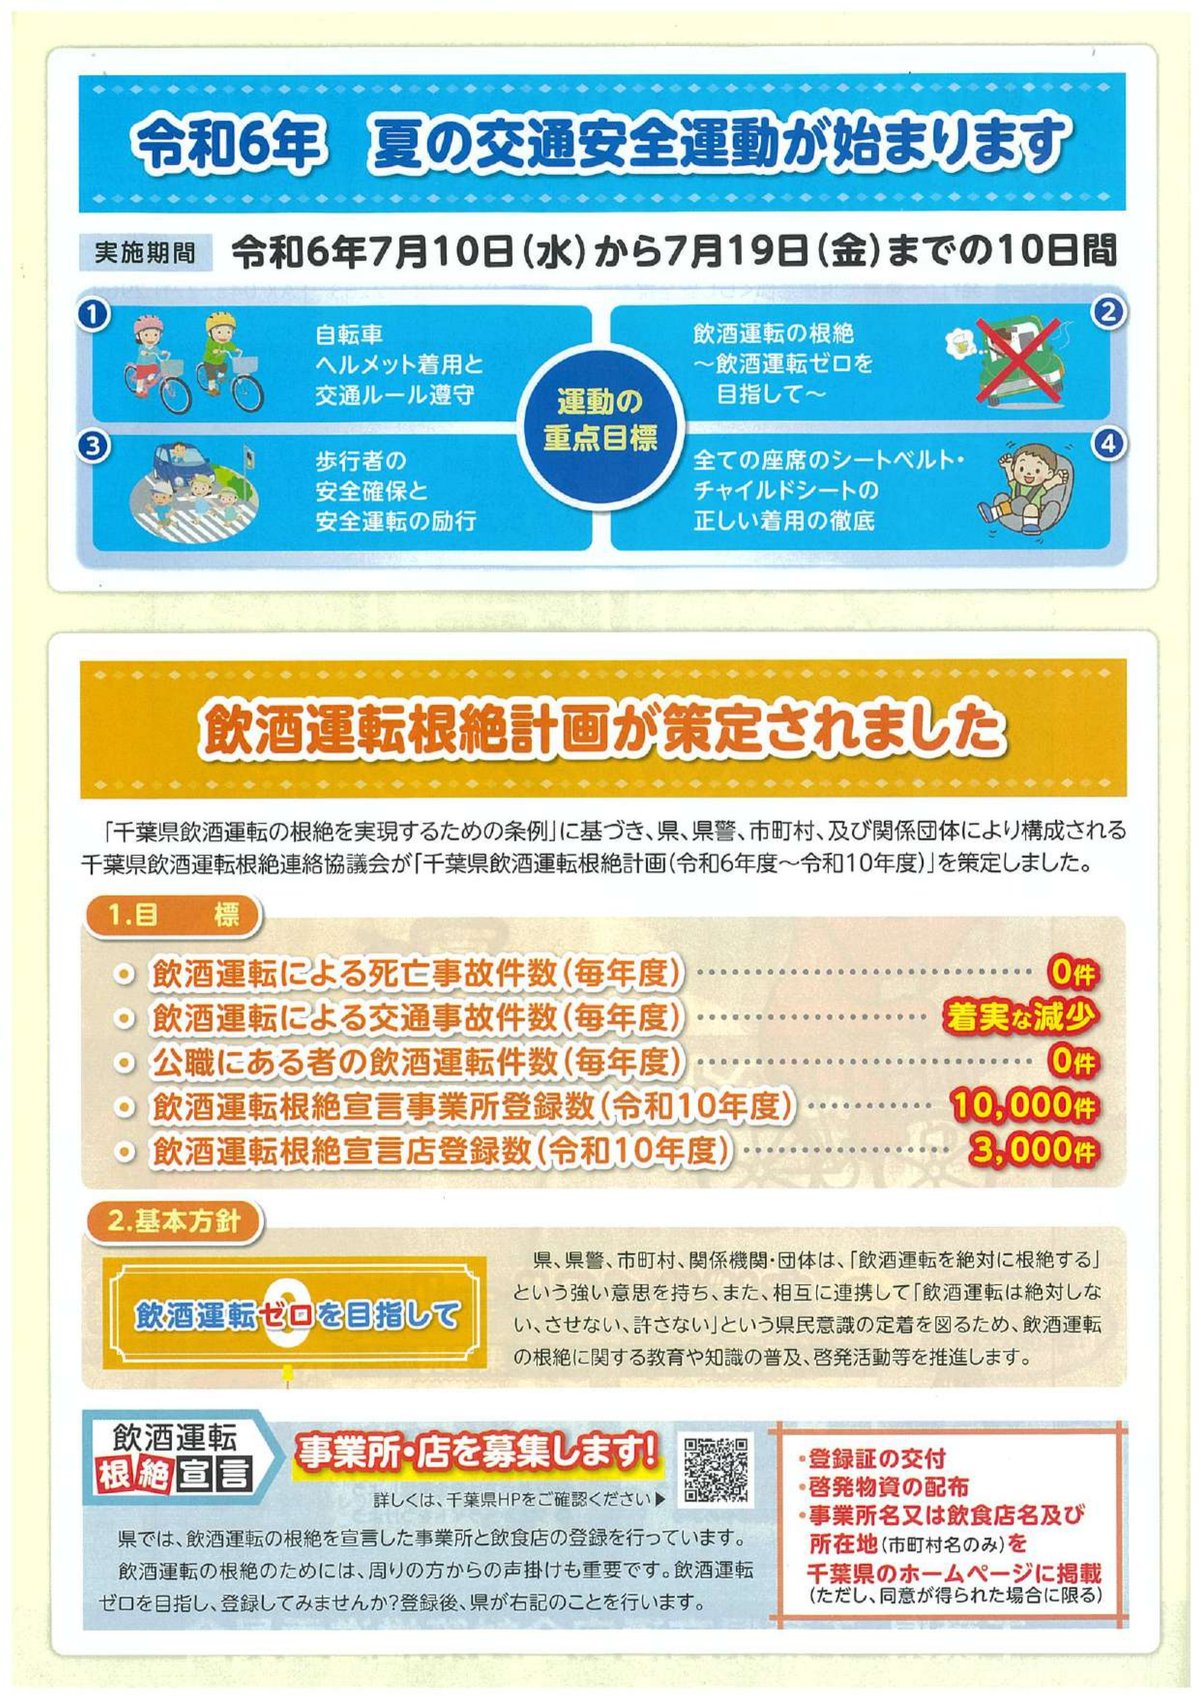 令和6年　夏の交通安全運動が始まります
実施期間
令和6年7月10日(水)から7月19日(金)までの10日間
1
自転車
ヘルメット着用と
交通ルール遵守
2
飲酒運転の根絶
～飲酒運転ゼロを
目指して～
運動の
重点目標
3
歩行者の
安全確保と
安全運転の励行
4
全ての座席のシートベルト・
チャイルドシートの
正しい着用の徹底
飲酒運転根絶計画が策定されました
「千葉県飲酒運転の根絶を実現するための条例」に基づき、県、県警、市町村、及び関係団体により構成される
千葉県飲酒運転根絶連絡協議会が「千葉県飲酒運転根絶計画(令和6年度～令和10年度)」を策定しました。
1.目　標
飲酒運転による死亡事故件数(毎年度)……………………………0件
飲酒運転による交通事故件数(毎年度)……………………着実な減少
公職にある者の飲酒運転件数(毎年度)……………………………0件
飲酒運転根絶宣言事業所登録数(令和10年度)…………10,000件
飲酒運転根絶宣言店登録数(令和10年度)………………3,000件
2.基本方針
飲酒運転ゼロを目指して
県、県警、市町村、関係機関・団体は、「飲酒運転を絶対に根絶する」
という強い意思を持ち、また、相互に連携して「飲酒運転は絶対しな
い、させない、許さない」という県民意識の定着を図るため、飲酒運転
の根絶に関する教育や知識の普及、啓発活動等を推進します。
飲酒運転
根絶宣言
事業所・店を募集します!
詳しくは、千葉県HPをご確認ください▶
県では、飲酒運転の根絶を宣言した事業所と飲食店の登録を行っています。
飲酒運転の根絶のためには、周りの方からの声掛けも重要です。飲酒運転
ゼロを目指し、登録してみませんか?登録後、県が右記のことを行います。
・登録証の交付
・啓発物資の配布
・事業所名又は飲食店名及び
所在地(市町村名のみ)を
千葉県のホームページに掲載
(ただし、同意が得られた場合に限る)